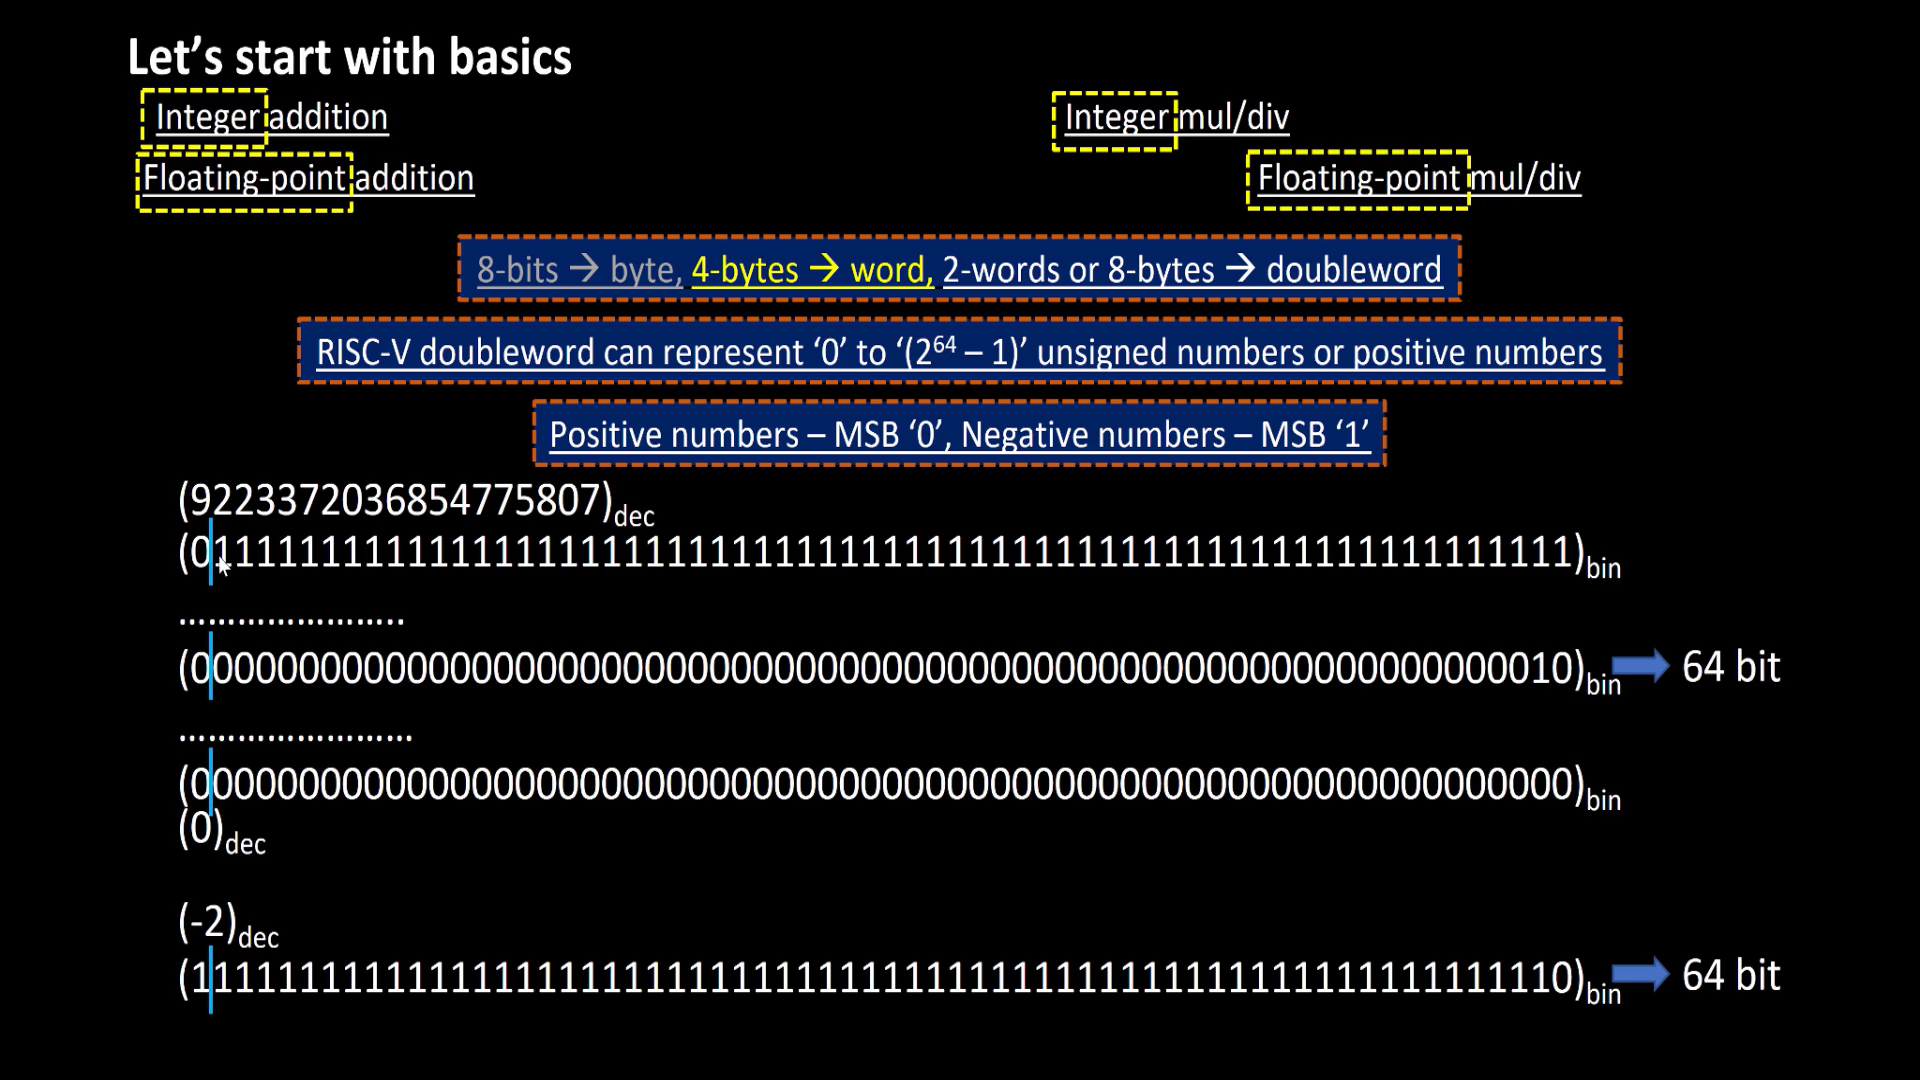 Let’s start with basics
Integer addition
Integer mul/div
Floating-point addition
Floating-point mul/div
8-bits → byte, 4-bytes → word, 2-words or 8-bytes → doubleword
RISC-V doubleword can represent ‘0’ to ‘(2⁶⁴ – 1)’ unsigned numbers or positive numbers
Positive numbers – MSB ‘0’, Negative numbers – MSB ‘1’
(9223372036854775807)dec
(0111111111111111111111111111111111111111111111111111111111111111)bin
........................
(0000000000000000000000000000000000000000000000000000000000000010)bin 64 bit
........................
(0000000000000000000000000000000000000000000000000000000000000000)bin
(0)dec
(-2)dec
(1111111111111111111111111111111111111111111111111111111111111110)bin 64 bit